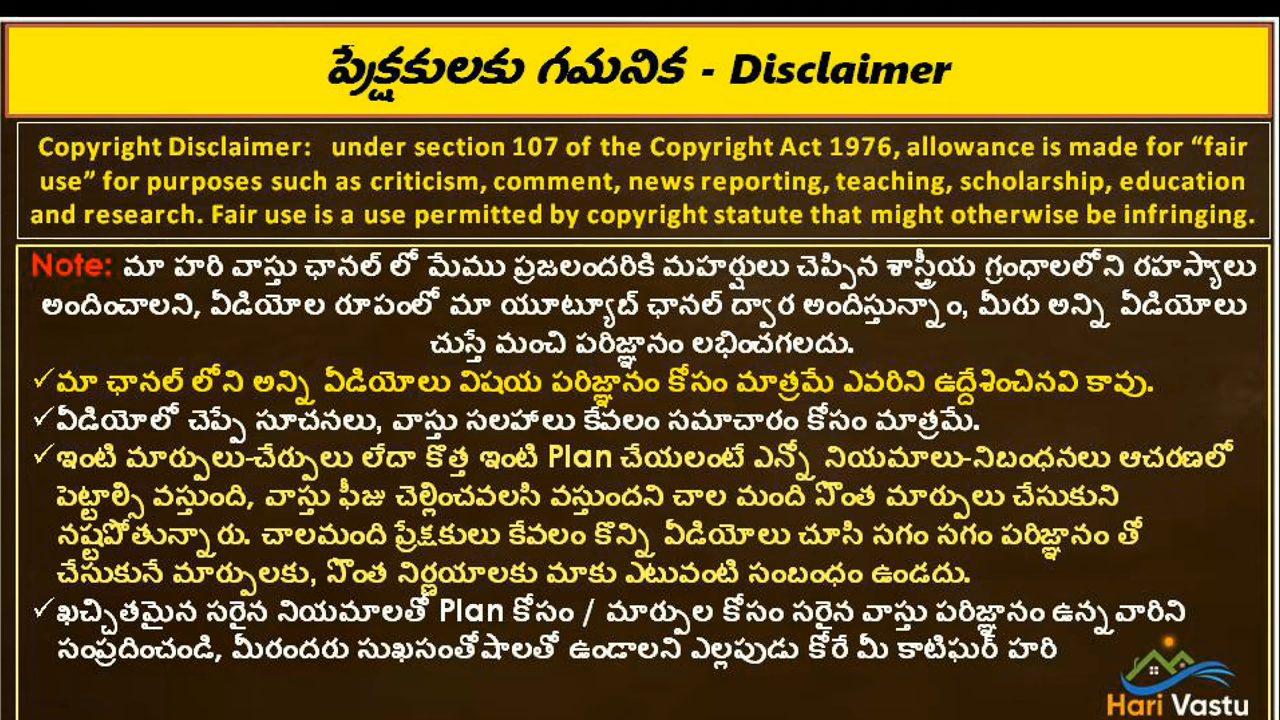 ప్రేక్షకులకు గమనిక - Disclaimer
Copyright Disclaimer: under section 107 of the Copyright Act 1976, allowance is made for “fair
use” for purposes such as criticism, comment, news reporting, teaching, scholarship, education
and research. Fair use is a use permitted by copyright statute that might otherwise be infringing.
Note: మా హరి వాస్తు ఛానల్ లో మేము ప్రజలందరికి మహర్షులు చెప్పిన శాస్త్రీయ గ్రంధాలలోని రహస్యాలు
అందించాలని, వీడియోల రూపంలో మా యూట్యూబ్ ఛానల్ ద్వార అందిస్తున్నాం, మీరు అన్ని వీడియోలు
చుస్తే మంచి పరిజ్ఞానం లభించగలదు.
✓మా ఛానల్ లోని అన్ని వీడియోలు విషయ పరిజ్ఞానం కోసం మాత్రమే ఎవరిని ఉద్దేశించినవి కావు.
✓వీడియోలో చెప్పే సూచనలు, వాస్తు సలహాలు కేవలం సమాచారం కోసం మాత్రమే.
✓ఇంటి మార్పులు-చేర్పులు లేదా కొత్త ఇంటి Plan చేయలంటే ఎన్నో నియమాలు-నిబంధనలు ఆచరణలో
పెట్టాల్సి వస్తుంది, వాస్తు ఫీజు చెల్లించవలసి వస్తుందని చాల మంది సొంత మార్పులు చేసుకుని
నష్టపోతున్నారు. చాలమంది ప్రేక్షకులు కేవలం కొన్ని వీడియోలు చూసి సగం సగం పరిజ్ఞానం తో
చేసుకునే మార్పులకు, సొంత నిర్ణయాలకు మాకు ఎటువంటి సంబంధం ఉండదు.
✓ఖచ్చితమైన సరైన నియమాలతో Plan కోసం / మార్పుల కోసం సరైన వాస్తు పరిజ్ఞానం ఉన్నవారిని
సంప్రదించండి, మీరందరు సుఖసంతోషాలతో ఉండాలని ఎల్లపుడు కోరే మీ కాటిఘర్ హరి
Hari Vastu